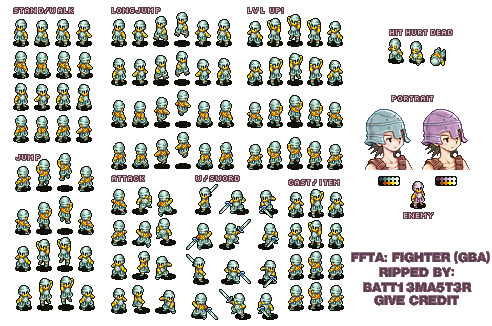 STAND/WALK
LONGJUMP
LVL UP!
HIT HURT DEAD
PORTRAIT
JUMP
ATTACK
W/SWORD
CAST/ITEM
ENEMY
FFTA: FIGHTER (GBA)
RIPPED BY:
BATT13MA5T3R
GIVE CREDIT